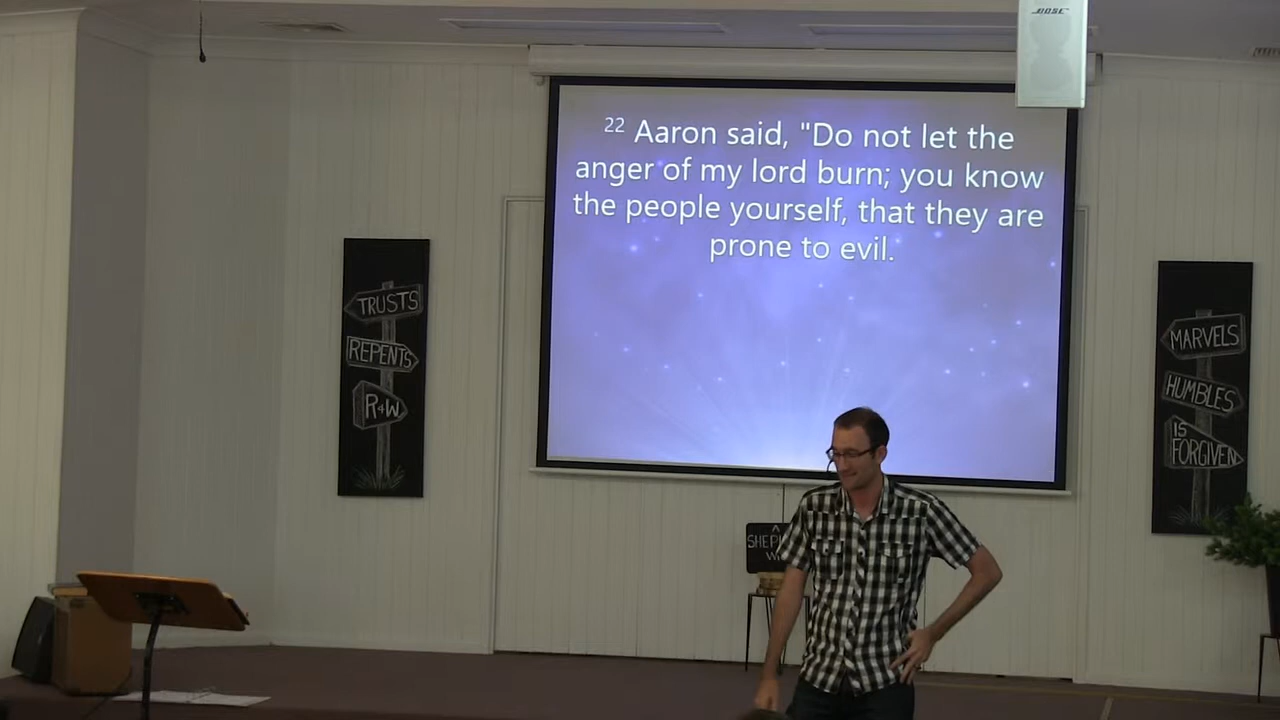 BOSE
22 Aaron said, "Do not let the
anger of my lord burn; you know
the people yourself, that they are
prone to evil.
TRUSTS
REPENTS
R&W
MARVELS
HUMBLES
IS
FORGIVEN
A